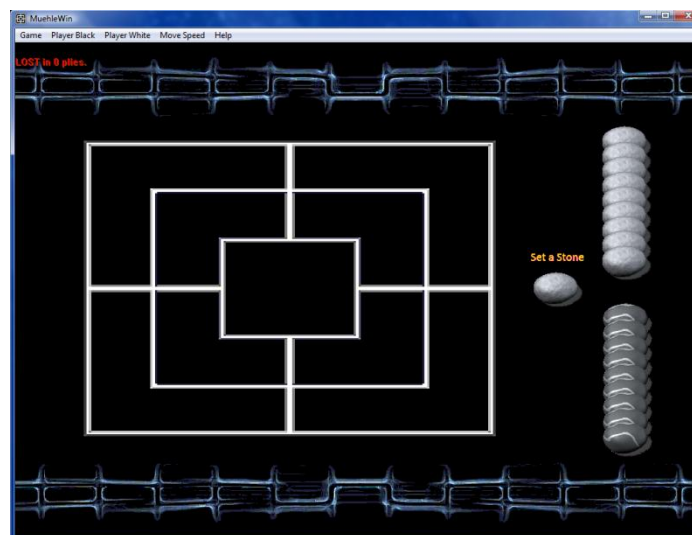 MuehleWin
Game Player Black Player White Move Speed Help
LOST in 0 plies.
Set a Stone